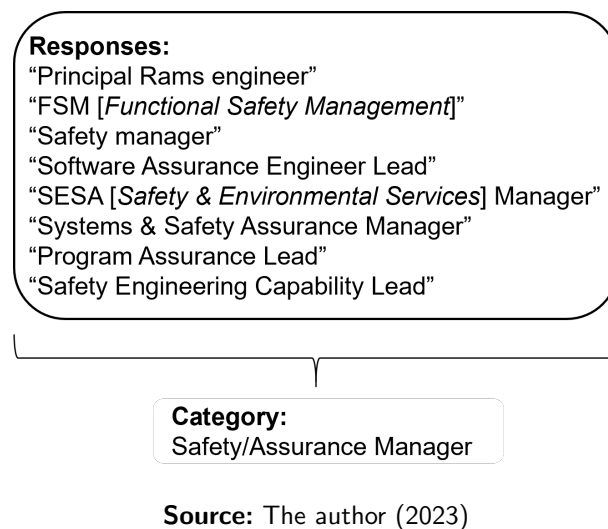 Responses:
“Principal Rams engineer”
“FSM [Functional Safety Management]”
“Safety manager”
“Software Assurance Engineer Lead”
“SESA [Safety & Environmental Services] Manager”
“Systems & Safety Assurance Manager”
“Program Assurance Lead”
“Safety Engineering Capability Lead”
Category:
Safety/Assurance Manager
Source: The author (2023)